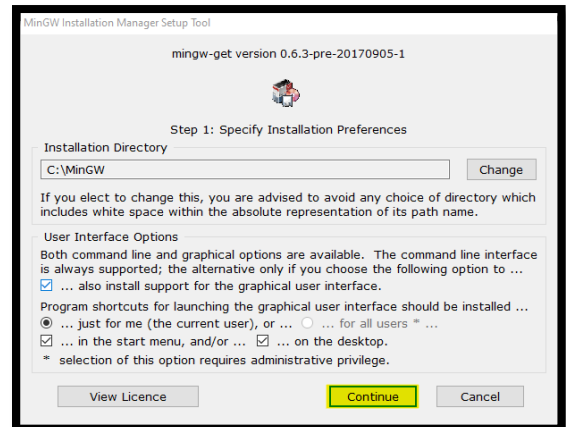 MinGW Installation Manager Setup Tool
mingw-get version 0.6.3-pre-20170905-1
Step 1: Specify Installation Preferences
Installation Directory
C:\MinGW
Change
If you elect to change this, you are advised to avoid any choice of directory which
includes white space within the absolute representation of its path name.
User Interface Options
Both command line and graphical options are available. The command line interface
is always supported; the alternative only if you choose the following option to ...
... also install support for the graphical user interface.
Program shortcuts for launching the graphical user interface should be installed ...
... just for me (the current user), or ... ... for all users * ...
... in the start menu, and/or ... ... on the desktop.
* selection of this option requires administrative privilege.
View Licence Continue Cancel